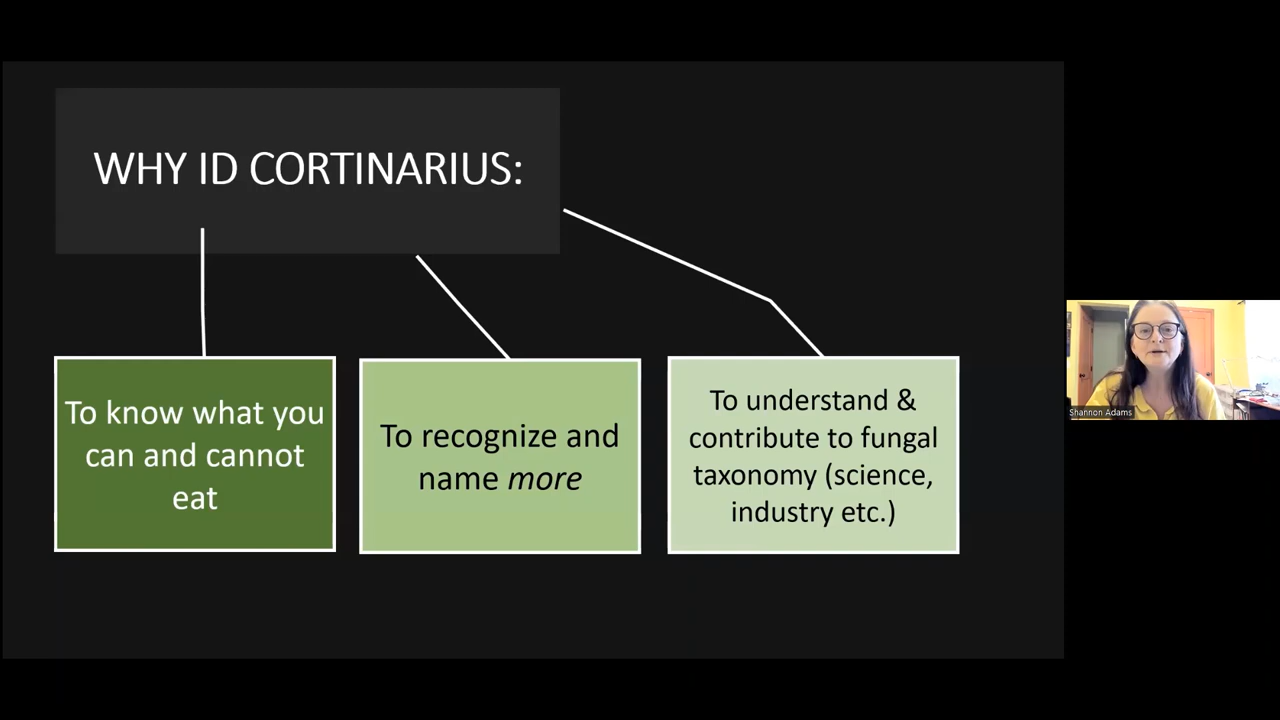 WHY ID CORTINARIUS:
To know what you
can and cannot
eat
To recognize and
name more
To understand &
contribute to fungal
taxonomy (science,
industry etc.)
Shannon Adams